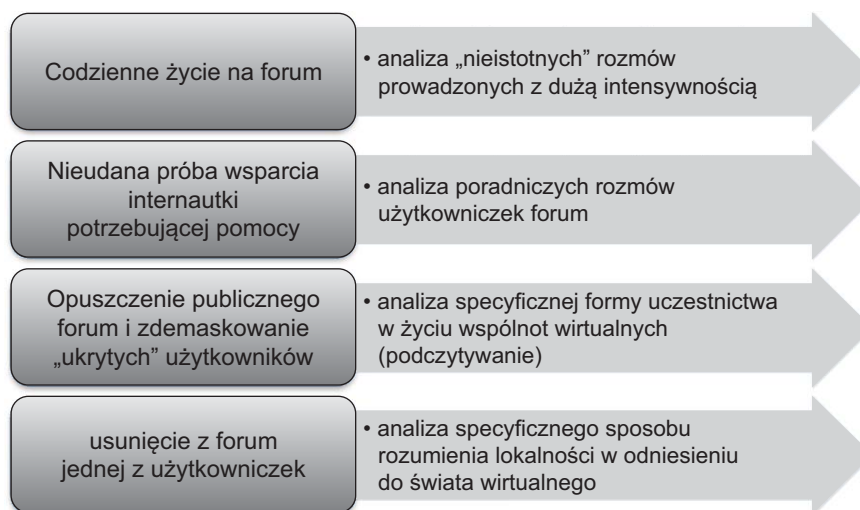 Codzienne życie na forum
• analiza „nieistotnych” rozmów
prowadzonych z dużą intensywnością
Nieudana próba wsparcia
internautki
potrzebującej pomocy
• analiza poradniczych rozmów
użytkowniczek forum
Opuszczenie publicznego
forum i zdemaskowanie
„ukrytych” użytkowników
• analiza specyficznej formy uczestnictwa
w życiu wspólnot wirtualnych
(podczytywanie)
usunięcie z forum
jednej z użytkowniczek
• analiza specyficznego sposobu
rozumienia lokalności w odniesieniu
do świata wirtualnego